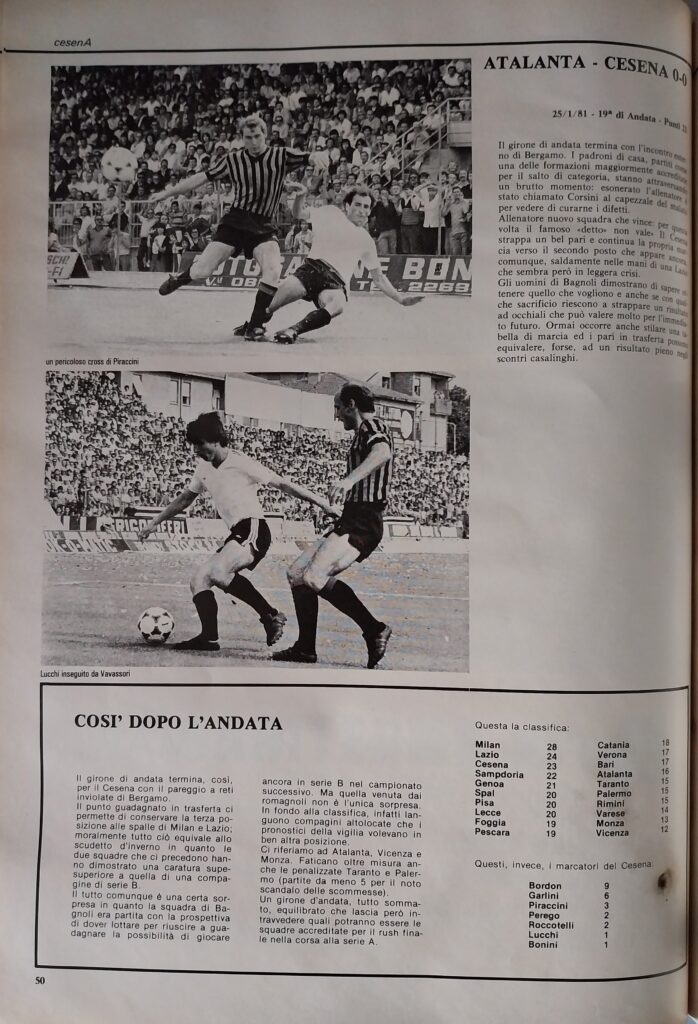 cesenA
ATALANTA - CESENA 0-0
25/1/81 - 19ª di Andata - Punti
Il girone di andata termina con l'incontro
no di Bergamo. I padroni di casa, partiti come
una delle formazioni maggiormente accreditate
per il salto di categoria, stanno attraversando
un brutto momento: esonerato l'allenatore è
stato chiamato Corsini al capezzale del malato
per vedere di curarne i difetti.
Allenatore nuovo squadra che vince: per questa
volta il famoso «detto» non vale. Il Cesena
strappa un bel pari e continua la propria mar-
cia verso il secondo posto che appare ancora,
comunque, saldamente nelle mani di una Lazio
che sembra però in leggera crisi.
Gli uomini di Bagnoli dimostrano di sapere ot-
tenere quello che vogliono e anche se con qual-
che sacrificio riescono a strappare un risultato
ad occhiali che può valere molto per l'immedia-
to futuro. Ormai occorre anche stilare una ta-
bella di marcia ed i pari in trasferta possono
equivalere, forse, ad un risultato pieno negli
scontri casalinghi.
un pericoloso cross di Piraccini
Lucchi inseguito da Vavassori
COSI' DOPO L'ANDATA
Il girone di andata termina, così,
per il Cesena con il pareggio a reti
inviolate di Bergamo.
Il punto guadagnato in trasferta ci
permette di conservare la terza po-
sizione alle spalle di Milan e Lazio;
moralmente tutto ciò equivale allo
scudetto d'inverno in quanto le
due squadre che ci precedono han-
no dimostrato una caratura supe-
superiore a quella di una compa-
gine di serie B.
Il tutto comunque è una certa sor-
presa in quanto la squadra di Ba-
gnoli era partita con la prospettiva
di dover lottare per riuscire a gua-
dagnare la possibilità di giocare
ancora in serie B nel campionato
successivo. Ma quella venuta dai
romagnoli non è l'unica sorpresa.
In fondo alla classifica, infatti lan-
guono compagini altolocate che i
pronostici della vigilia volevano in
ben altra posizione.
Ci riferiamo ad Atalanta, Vicenza e
Monza. Faticano oltre misura an-
che le penalizzate Taranto e Paler-
mo (partite da meno 5 per il noto
scandalo delle scommesse).
Un girone d'andata, tutto somma-
to, equilibrato che lascia però in-
travvedere quali potranno essere le
squadre accreditate per il rush fina-
le nella corsa alla serie A.
Questa la classifica:
Milan 28
Lazio 24
Cesena 23
Sampdoria 22
Genoa 21
Spal 20
Pisa 20
Lecce 20
Foggia 19
Pescara 19
Catania 18
Verona 17
Bari 17
Atalanta 16
Taranto 15
Palermo 15
Rimini 15
Varese 14
Monza 13
Vicenza 12
Questi, invece, i marcatori del Cesena:
Bordon 9
Garlini 6
Piraccini 3
Perego 2
Roccotelli 2
Lucchi 1
Bonini 1
50